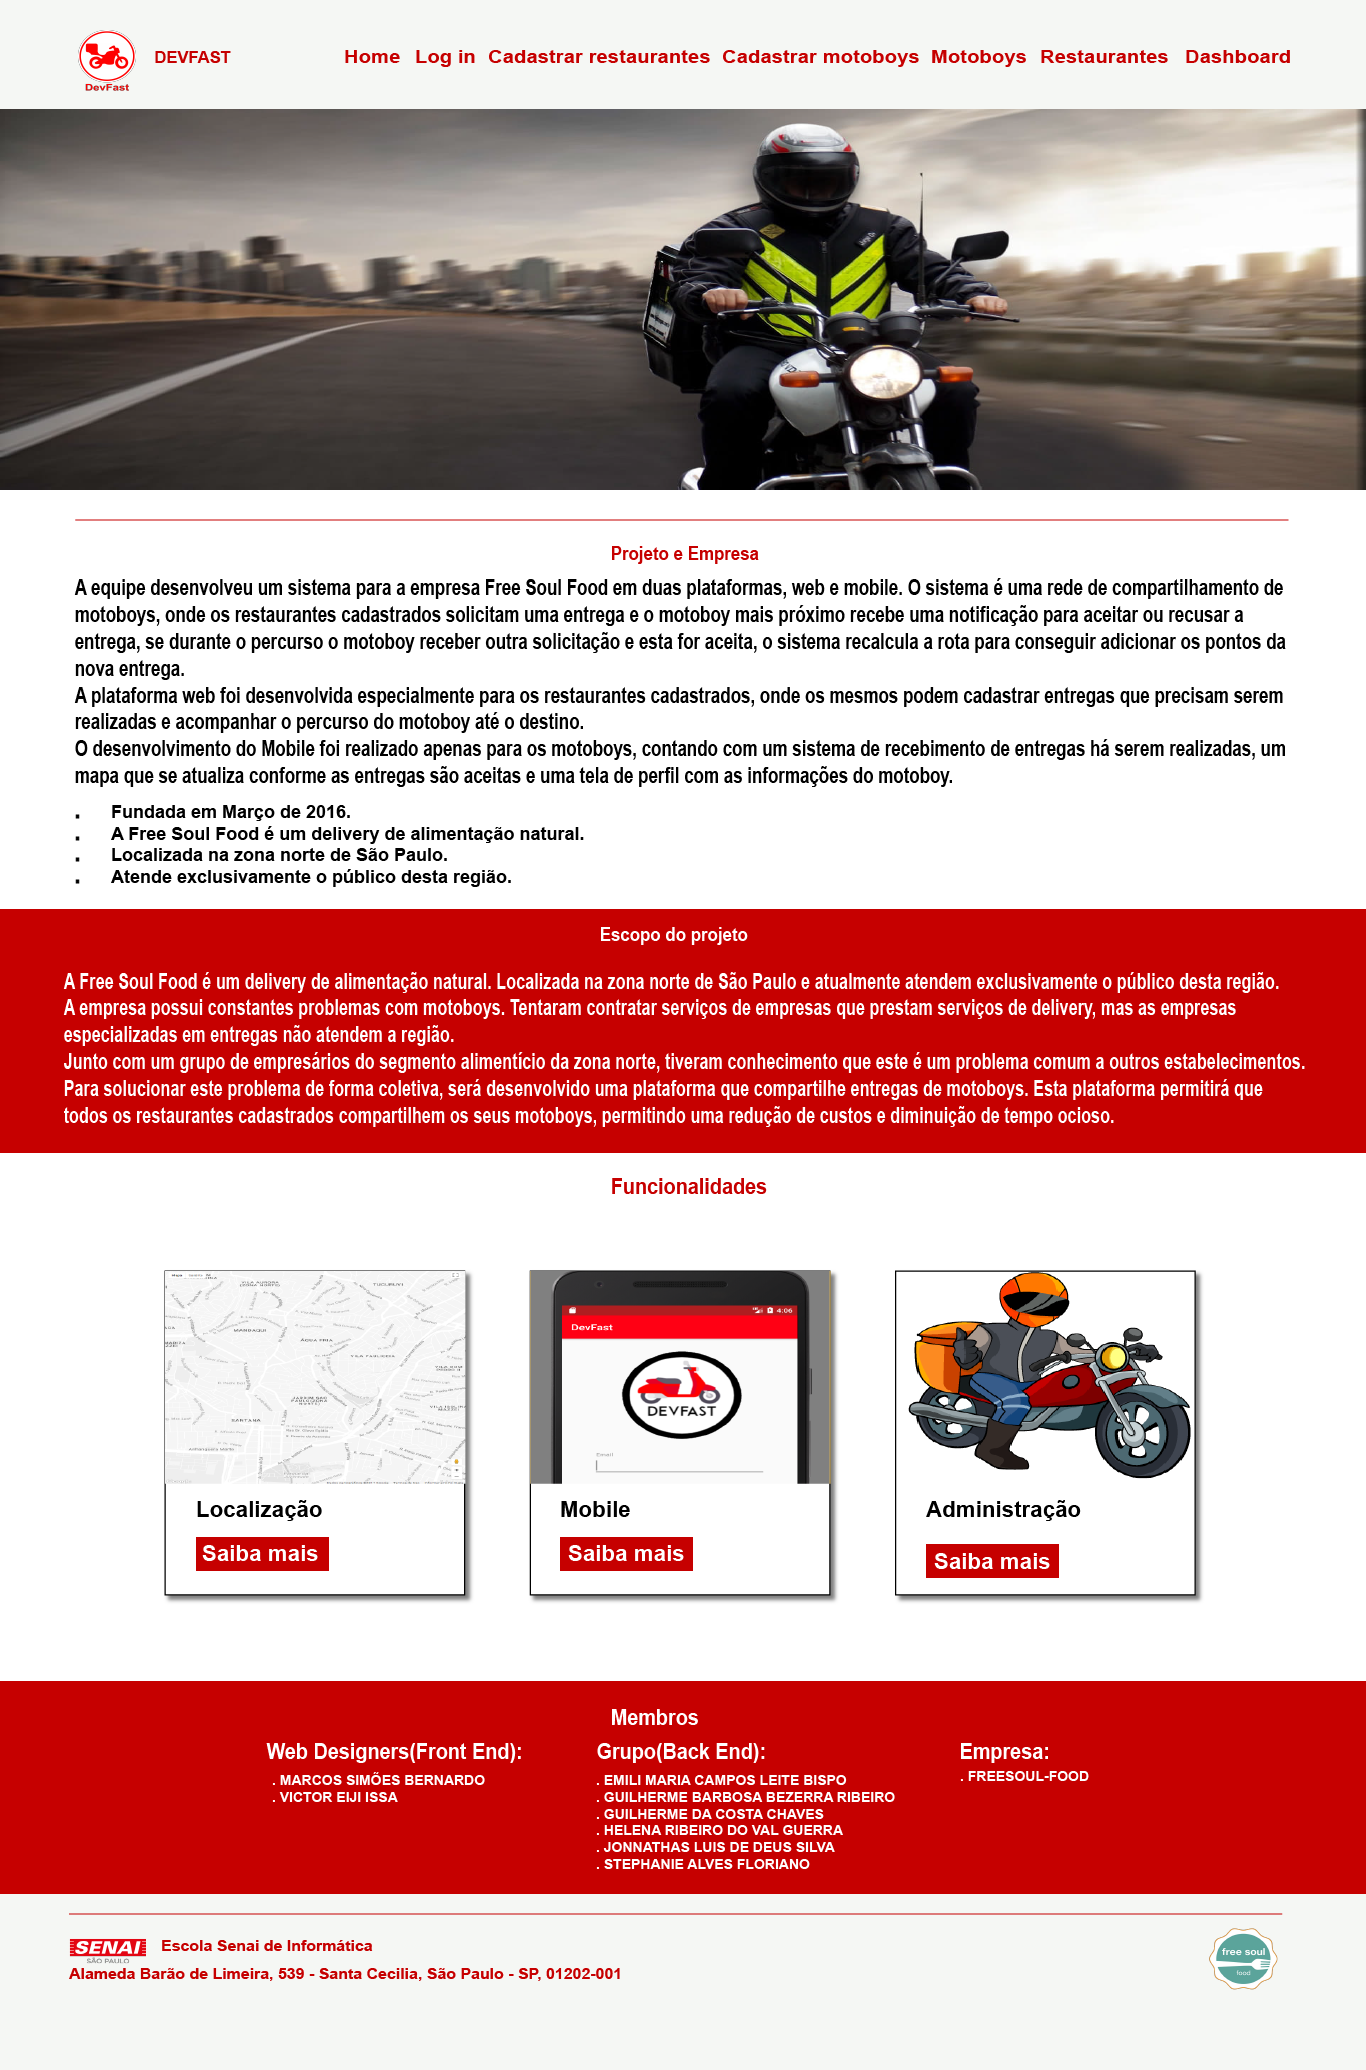 DevFast
DEVFAST
Home Log in Cadastrar restaurantes Cadastrar motoboys Motoboys Restaurantes Dashboard
Projeto e Empresa
A equipe desenvolveu um sistema para a empresa Free Soul Food em duas plataformas, web e mobile. O sistema é uma rede de compartilhamento de
motoboys, onde os restaurantes cadastrados solicitam uma entrega e o motoboy mais próximo recebe uma notificação para aceitar ou recusar a
entrega, se durante o percurso o motoboy receber outra solicitação e esta for aceita, o sistema recalcula a rota para conseguir adicionar os pontos da
nova entrega.
A plataforma web foi desenvolvida especialmente para os restaurantes cadastrados, onde os mesmos podem cadastrar entregas que precisam serem
realizadas e acompanhar o percurso do motoboy até o destino.
O desenvolvimento do Mobile foi realizado apenas para os motoboys, contando com um sistema de recebimento de entregas há serem realizadas, um
mapa que se atualiza conforme as entregas são aceitas e uma tela de perfil com as informações do motoboy.
. Fundada em Março de 2016.
. A Free Soul Food é um delivery de alimentação natural.
. Localizada na zona norte de São Paulo.
. Atende exclusivamente o público desta região.
Escopo do projeto
A Free Soul Food é um delivery de alimentação natural. Localizada na zona norte de São Paulo e atualmente atendem exclusivamente o público desta região.
A empresa possui constantes problemas com motoboys. Tentaram contratar serviços de empresas que prestam serviços de delivery, mas as empresas
especializadas em entregas não atendem a região.
Junto com um grupo de empresários do segmento alimentício da zona norte, tiveram conhecimento que este é um problema comum a outros estabelecimentos.
Para solucionar este problema de forma coletiva, será desenvolvido uma plataforma que compartilhe entregas de motoboys. Esta plataforma permitirá que
todos os restaurantes cadastrados compartilhem os seus motoboys, permitindo uma redução de custos e diminuição de tempo ocioso.
Funcionalidades
TUCURUVI
MANDAQUI
ÁGUA FRIA
SANTANA
Localização
Saiba mais
4:06
DevFast
DEVFAST
Email
Mobile
Saiba mais
Administração
Saiba mais
Membros
Web Designers(Front End):
. MARCOS SIMÕES BERNARDO
. VICTOR EIJI ISSA
Grupo(Back End):
. EMILI MARIA CAMPOS LEITE BISPO
. GUILHERME BARBOSA BEZERRA RIBEIRO
. GUILHERME DA COSTA CHAVES
. HELENA RIBEIRO DO VAL GUERRA
. JONNATHAS LUIS DE DEUS SILVA
. STEPHANIE ALVES FLORIANO
Empresa:
. FREESOUL-FOOD
SENAI
SÃO PAULO
Escola Senai de Informática
Alameda Barão de Limeira, 539 - Santa Cecilia, São Paulo - SP, 01202-001
free soul
food